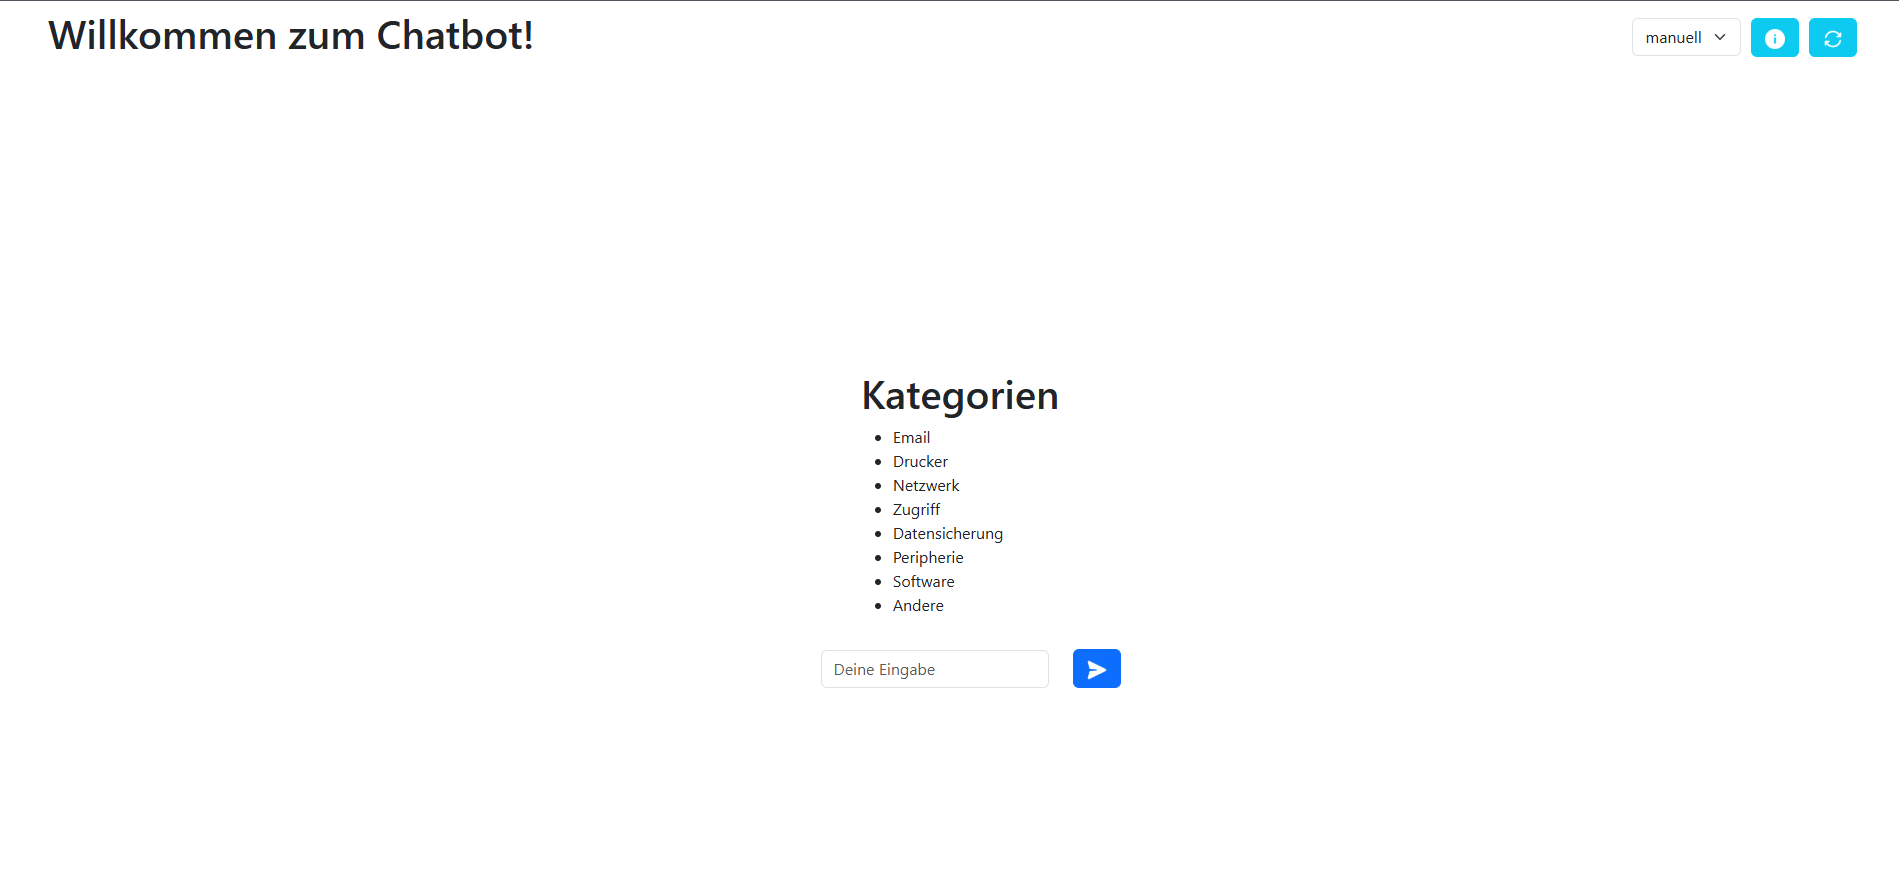 Willkommen zum Chatbot!
manuell
Kategorien
Email
Drucker
Netzwerk
Zugriff
Datensicherung
Peripherie
Software
Andere
Deine Eingabe